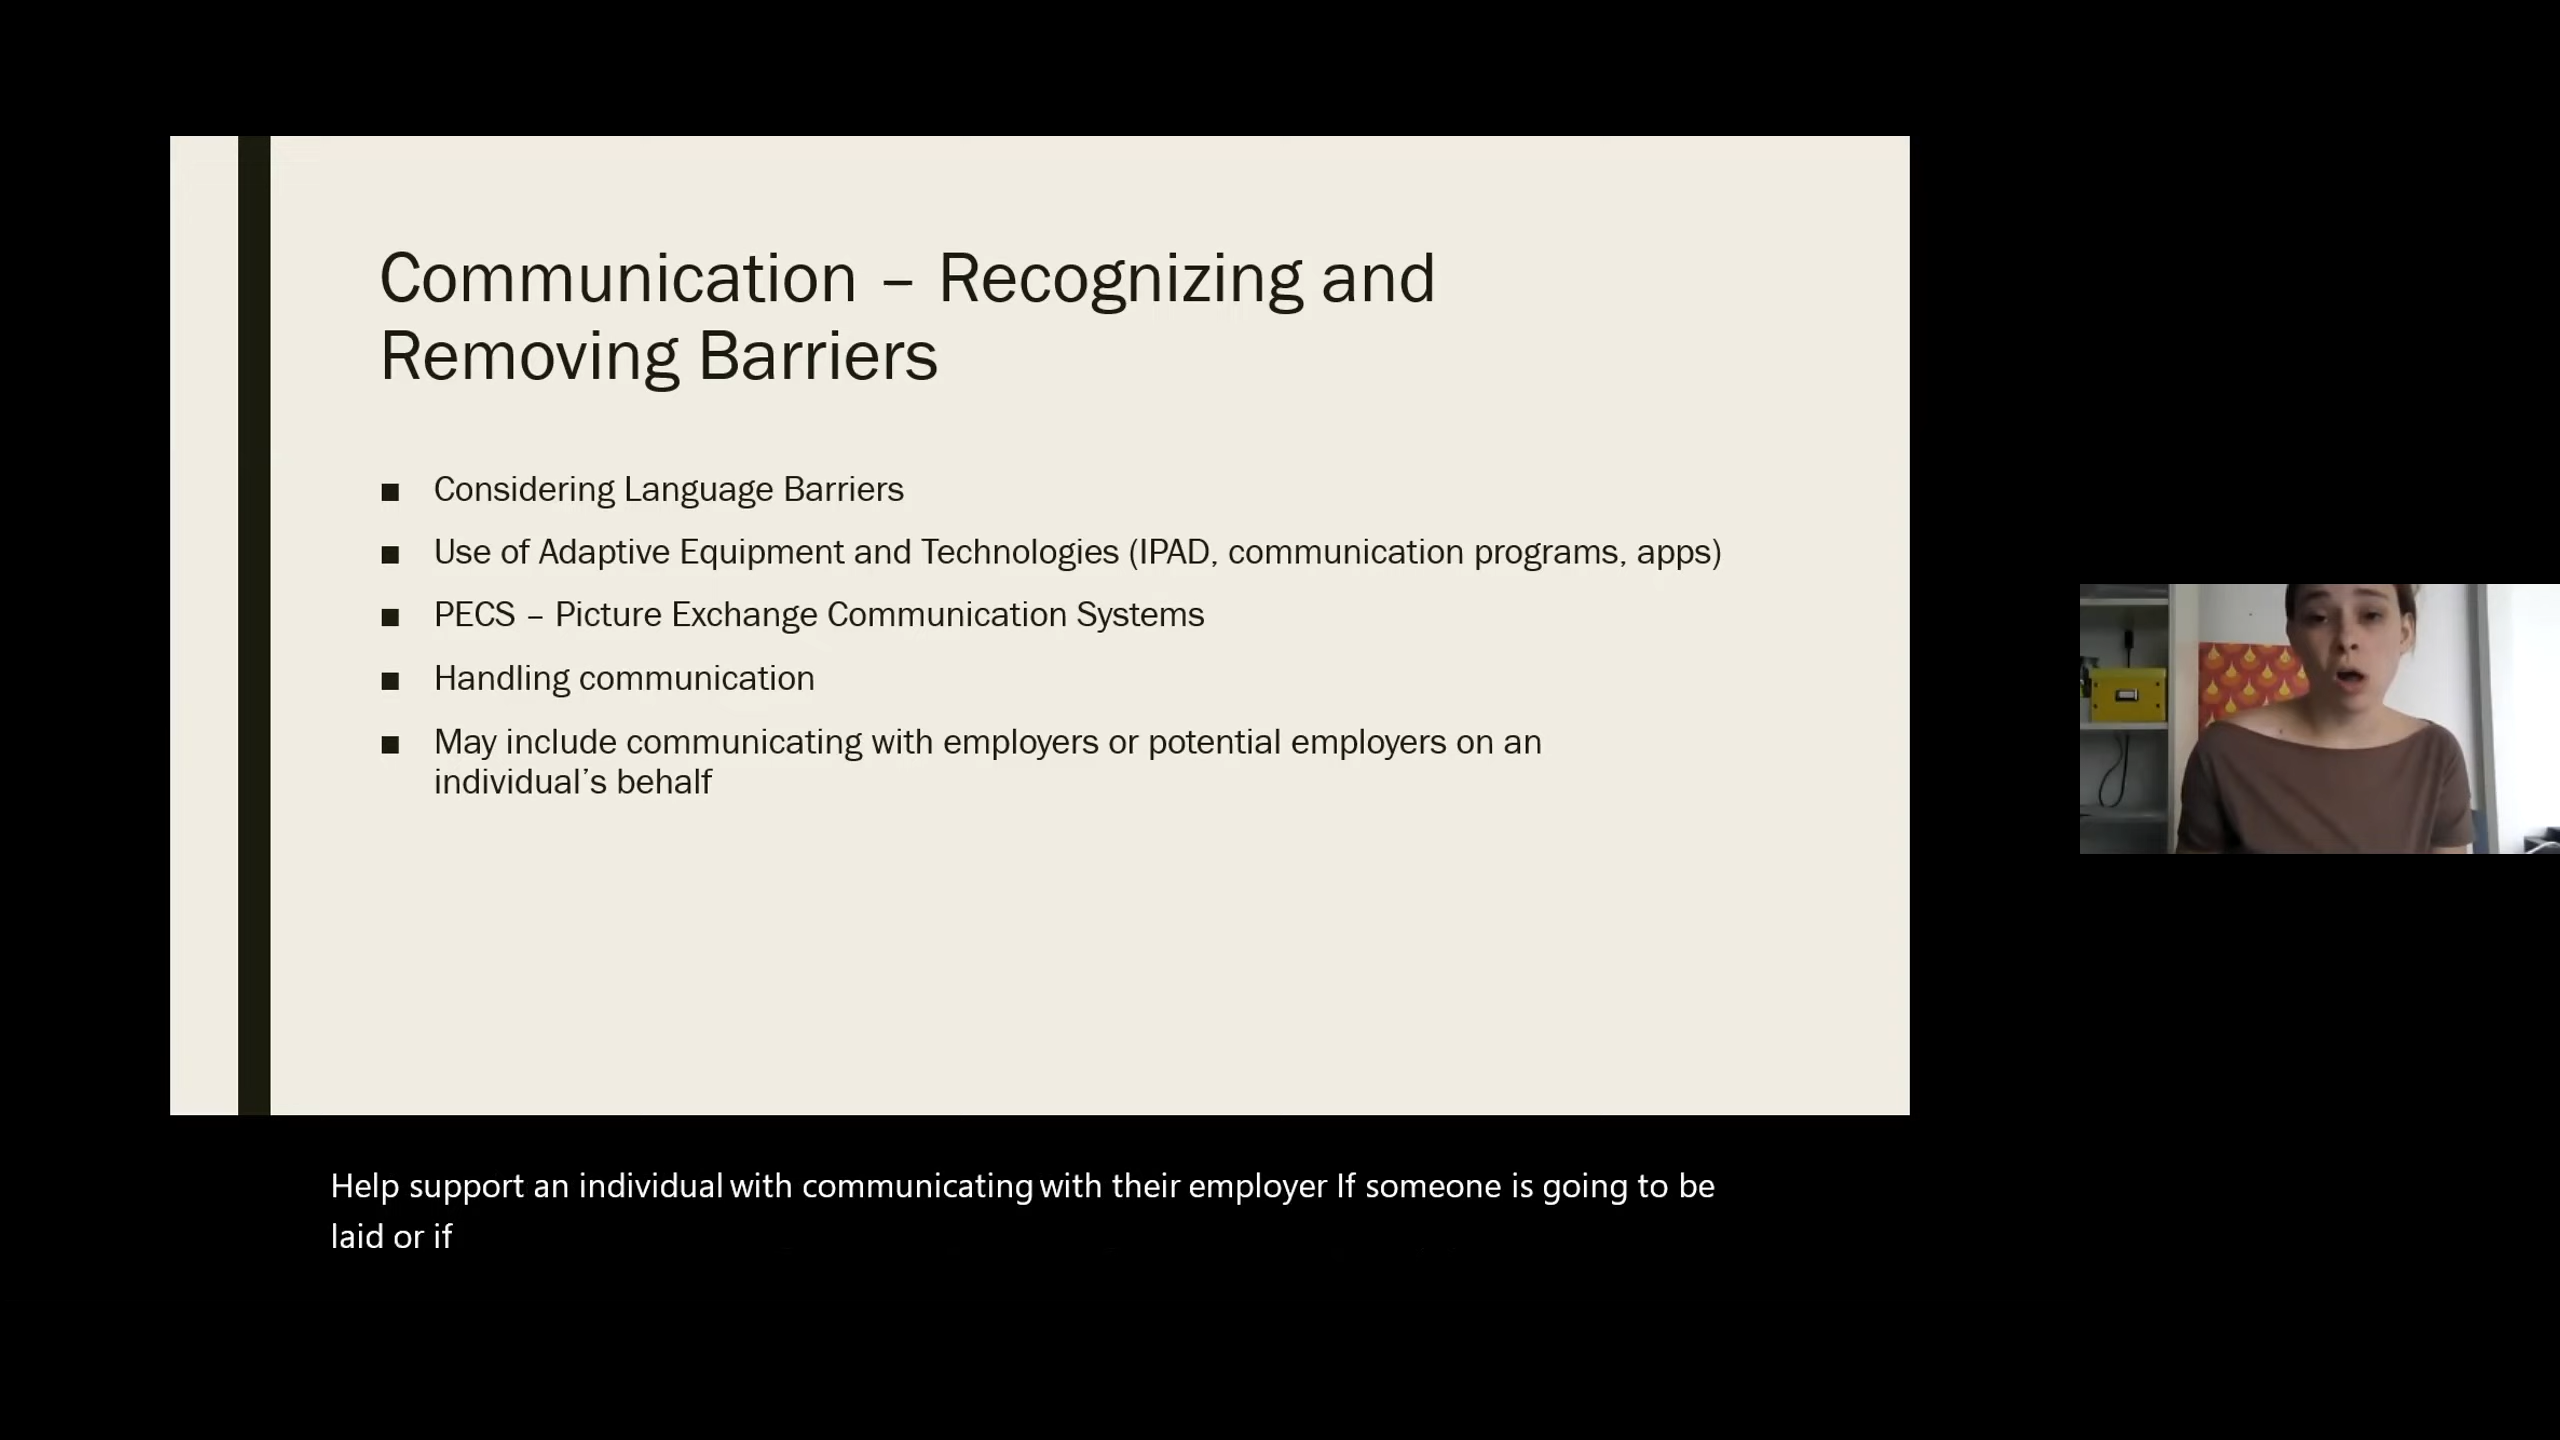 Communication – Recognizing and
Removing Barriers
■ Considering Language Barriers
■ Use of Adaptive Equipment and Technologies (IPAD, communication programs, apps)
■ PECS – Picture Exchange Communication Systems
■ Handling communication
■ May include communicating with employers or potential employers on an
individual’s behalf
Help support an individual with communicating with their employer If someone is going to be
laid or if